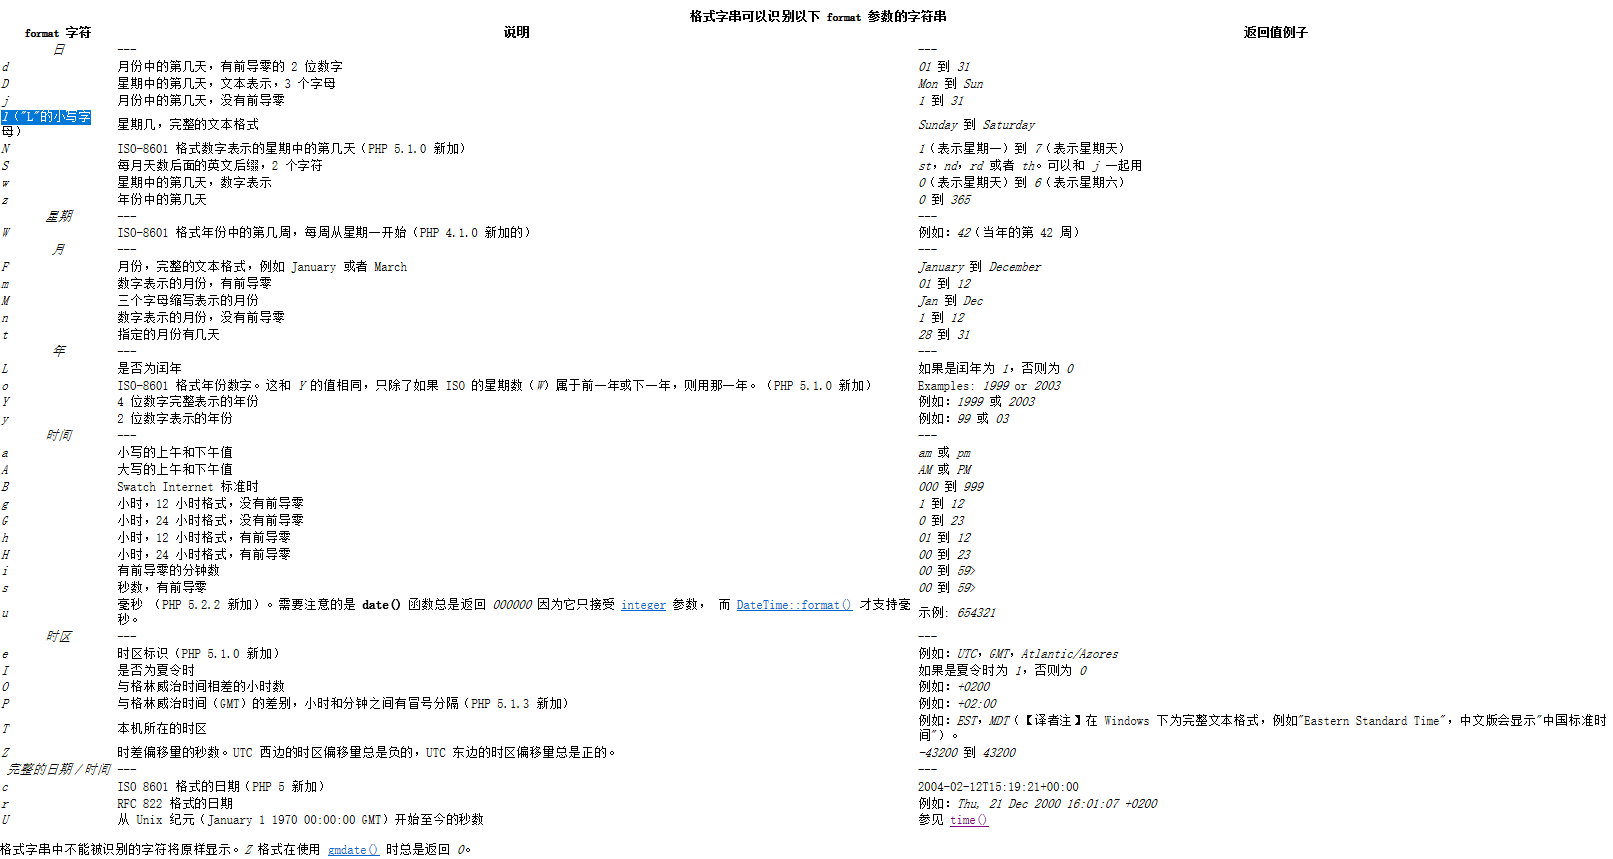 格式字串可以识别以下 format 参数的字符串
format 字符 说明 返回值例子
日 --- ---
d 月份中的第几天，有前导零的 2 位数字 01 到 31
D 星期中的第几天，文本表示，3 个字母 Mon 到 Sun
j 月份中的第几天，没有前导零 1 到 31
l（"L"的小写字
母） 星期几，完整的文本格式 Sunday 到 Saturday
N ISO-8601 格式数字表示的星期中的第几天（PHP 5.1.0 新加） 1（表示星期一）到 7（表示星期天）
S 每月天数后面的英文后缀，2 个字符 st，nd，rd 或者 th。可以和 j 一起用
w 星期中的第几天，数字表示 0（表示星期天）到 6（表示星期六）
z 年份中的第几天 0 到 365
星期 --- ---
W ISO-8601 格式年份中的第几周，每周从星期一开始（PHP 4.1.0 新加的） 例如：42（当年的第 42 周）
月 --- ---
F 月份，完整的文本格式，例如 January 或者 March January 到 December
m 数字表示的月份，有前导零 01 到 12
M 三个字母缩写表示的月份 Jan 到 Dec
n 数字表示的月份，没有前导零 1 到 12
t 指定的月份有几天 28 到 31
年 --- ---
L 是否为闰年 如果是闰年为 1，否则为 0
o ISO-8601 格式年份数字。这和 Y 的值相同，只除了如果 ISO 的星期数（W）属于前一年或下一年，则用那一年。（PHP 5.1.0 新加） Examples: 1999 or 2003
Y 4 位数字完整表示的年份 例如：1999 或 2003
y 2 位数字表示的年份 例如：99 或 03
时间 --- ---
a 小写的上午和下午值 am 或 pm
A 大写的上午和下午值 AM 或 PM
B Swatch Internet 标准时 000 到 999
g 小时，12 小时格式，没有前导零 1 到 12
G 小时，24 小时格式，没有前导零 0 到 23
h 小时，12 小时格式，有前导零 01 到 12
H 小时，24 小时格式，有前导零 00 到 23
i 有前导零的分钟数 00 到 59>
s 秒数，有前导零 00 到 59>
u 毫秒 （PHP 5.2.2 新加）。需要注意的是 date() 函数总是返回 000000 因为它只接受 integer 参数， 而 DateTime::format() 才支持毫
秒。 示例: 654321
时区 --- ---
e 时区标识（PHP 5.1.0 新加） 例如：UTC，GMT，Atlantic/Azores
I 是否为夏令时 如果是夏令时为 1，否则为 0
O 与格林威治时间相差的小时数 例如：+0200
P 与格林威治时间（GMT）的差别，小时和分钟之间有冒号分隔（PHP 5.1.3 新加） 例如：+02:00
T 本机所在的时区 例如：EST，MDT（【译者注】在 Windows 下为完整文本格式，例如"Eastern Standard Time"，中文版会显示"中国标准时
间"）。
Z 时差偏移量的秒数。UTC 西边的时区偏移量总是负的，UTC 东边的时区偏移量总是正的。 -43200 到 43200
完整的日期／时间 --- ---
c ISO 8601 格式的日期（PHP 5 新加） 2004-02-12T15:19:21+00:00
r RFC 822 格式的日期 例如：Thu, 21 Dec 2000 16:01:07 +0200
U 从 Unix 纪元（January 1 1970 00:00:00 GMT）开始至今的秒数 参见 time()
格式字串中不能被识别的字符将原样显示。Z 格式在使用 gmdate() 时总是返回 0。